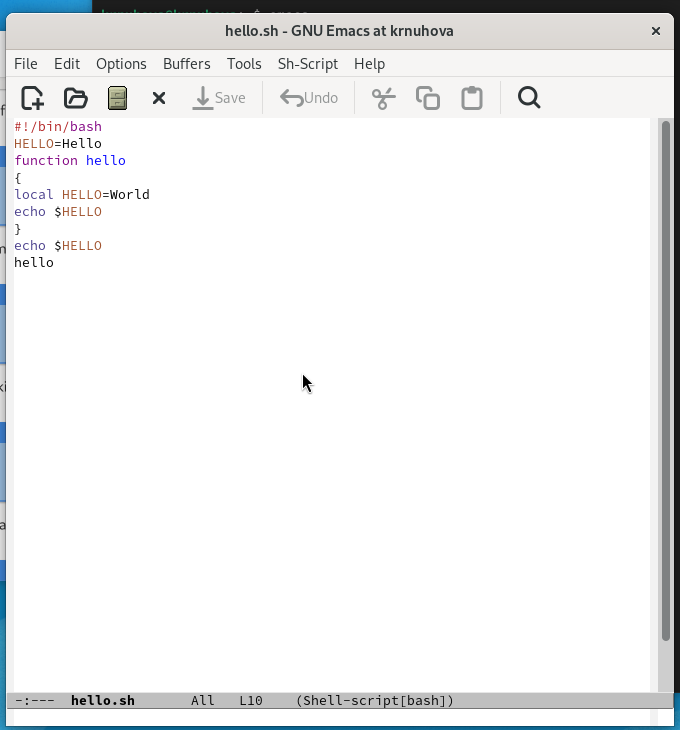 hello.sh - GNU Emacs at krnuhova
File Edit Options Buffers Tools Sh-Script Help
Save Undo
#!/bin/bash
HELLO=Hello
function hello
{
local HELLO=World
echo $HELLO
}
echo $HELLO
hello
-:--- hello.sh All L10 (Shell-script[bash])